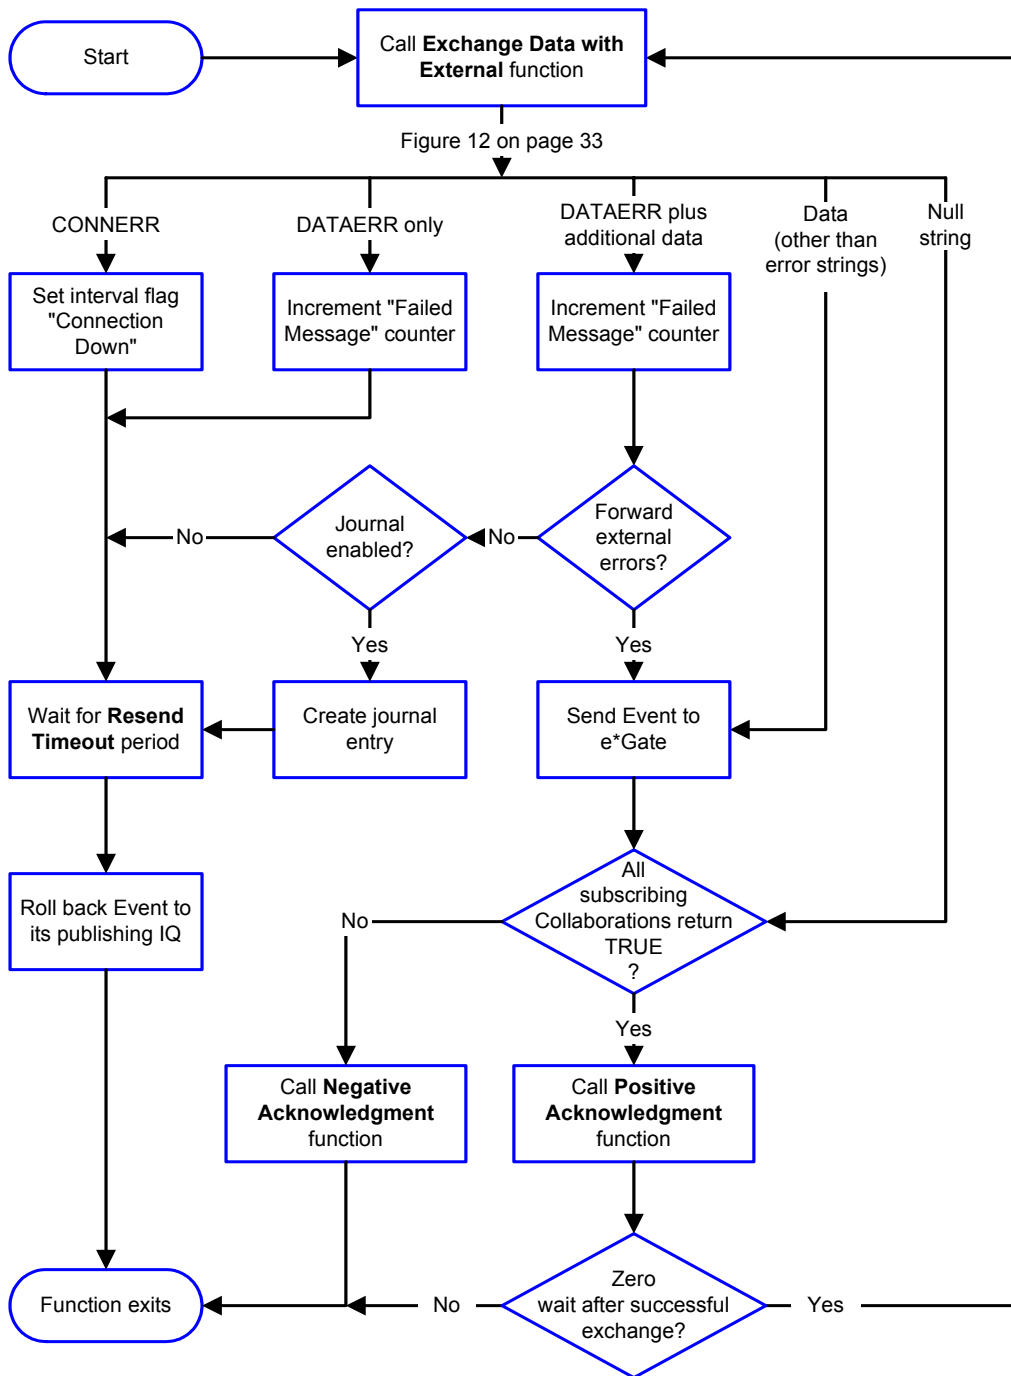 Start
Call Exchange Data with
External function
Figure 12 on page 33
CONNERR
DATAERR only
DATAERR plus
additional data
Data
(other than
error strings)
Null
string
Set interval flag
"Connection
Down"
Increment "Failed
Message" counter
Increment "Failed
Message" counter
No
Journal
enabled?
No
Forward
external
errors?
Yes
Yes
Wait for Resend
Timeout period
Create journal
entry
Send Event to
e*Gate
Roll back Event to
its publishing IQ
No
All
subscribing
Collaborations return
TRUE
?
Yes
Call Negative
Acknowledgment
function
Call Positive
Acknowledgment
function
Function exits
No
Zero
wait after successful
exchange?
Yes